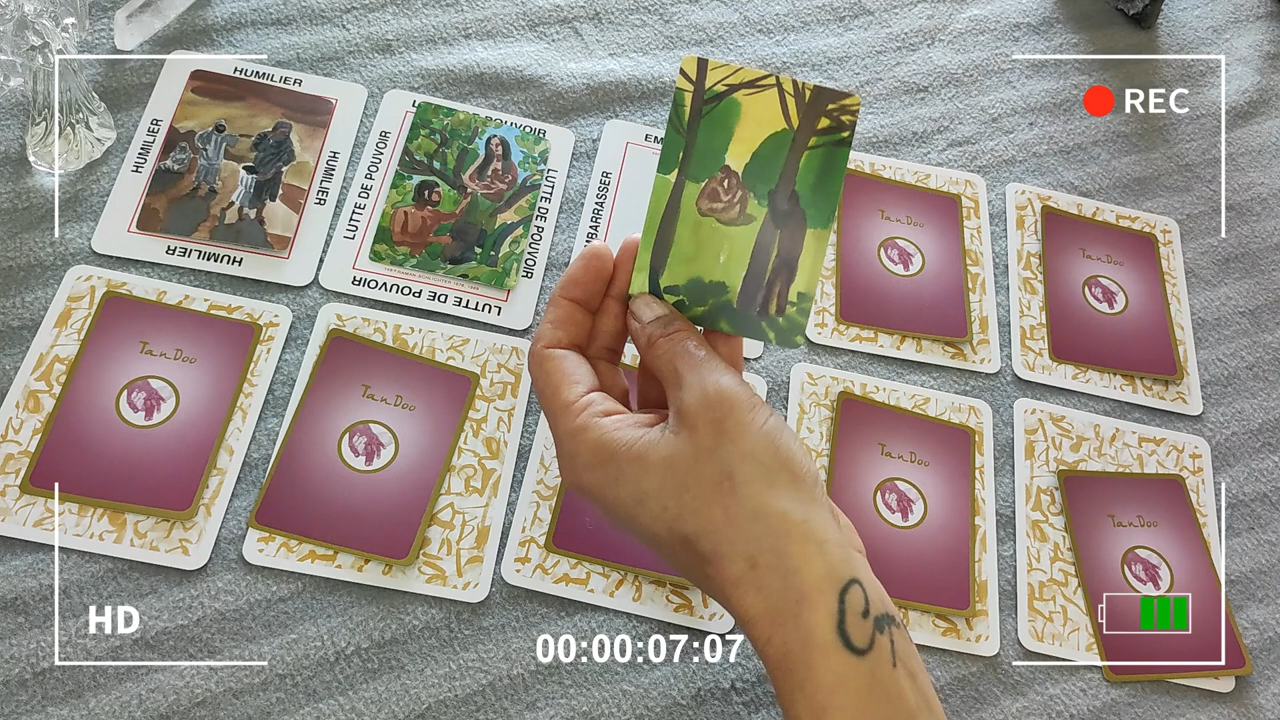 REC
HUMILIER
HUMILIER
HUMILIER
HUMILIER
POUVOIR
LUTTE DE POUVOIR
LUTTE DE POUVOIR
LUTTE DE POUVOIR
TanDoo
TanDoo
TanDoo
TanDoo
TanDoo
TanDoo
HD
00:00:07:07